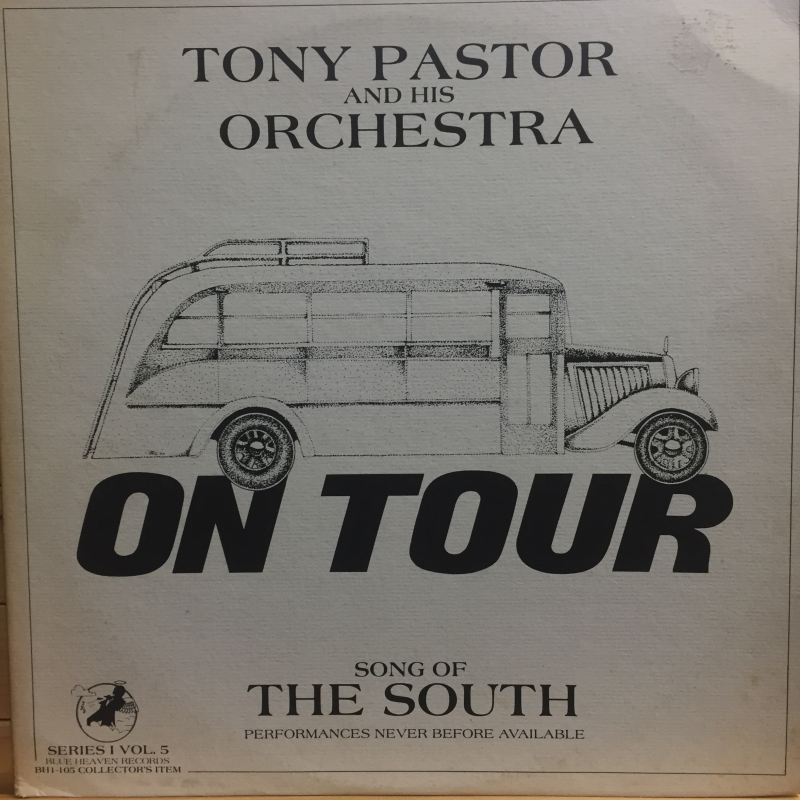 TONY PASTOR
AND HIS
ORCHESTRA
ON TOUR
SONG OF
THE SOUTH
PERFORMANCES NEVER BEFORE AVAILABLE
SERIES I VOL. 5
BLUE HEAVEN RECORDS
BH1-105 COLLECTOR'S ITEM